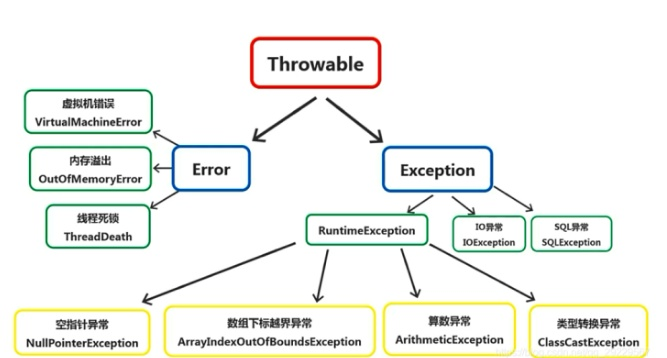 Throwable
虚拟机错误
VirtualMachineError
内存溢出
OutOfMemoryError
线程死锁
ThreadDeath
Error
Exception
RuntimeException
IO异常
IOException
SQL异常
SQLException
空指针异常
NullPointerException
数组下标越界异常
ArrayIndexOutOfBoundsException
算数异常
ArithmeticException
类型转换异常
ClassCastException